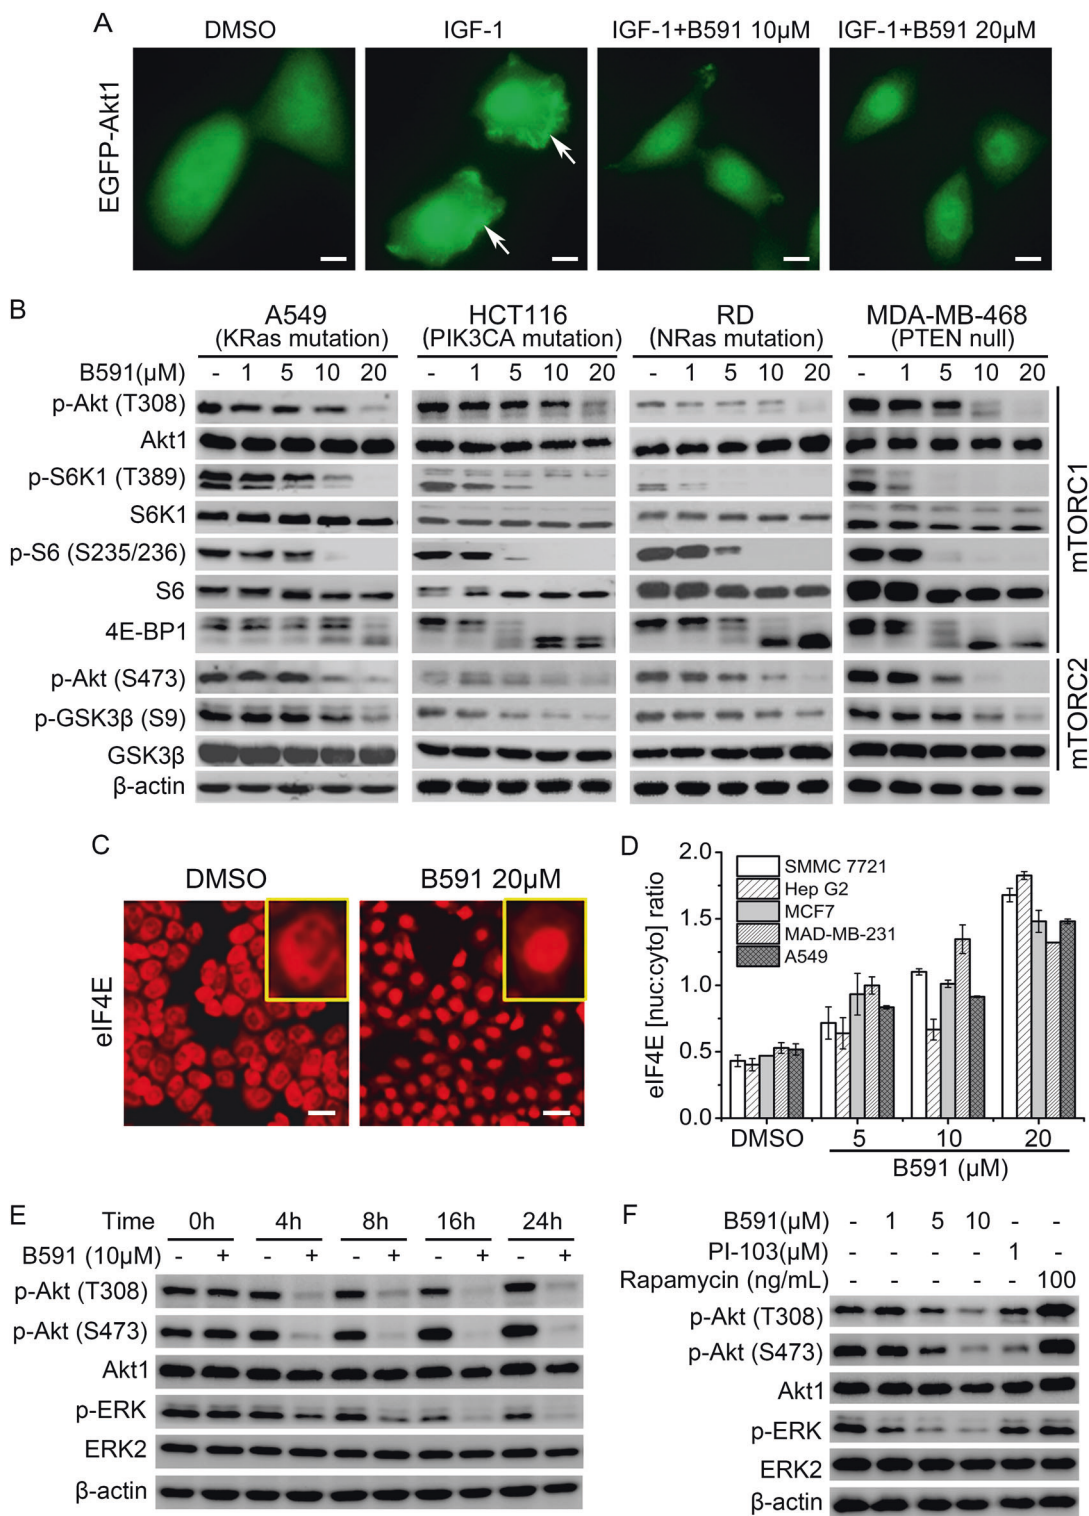 A
DMSO IGF-1 IGF-1+B591 10μM IGF-1+B591 20μM
EGFP-Akt1
B
A549 HCT116 RD MDA-MB-468
(KRas mutation) (PIK3CA mutation) (NRas mutation) (PTEN null)
B591(μM) - 1 5 10 20 - 1 5 10 20 - 1 5 10 20 - 1 5 10 20
p-Akt (T308)
Akt1
p-S6K1 (T389)
S6K1
p-S6 (S235/236)
S6
4E-BP1
mTORC1
p-Akt (S473)
p-GSK3β (S9)
GSK3β
β-actin
mTORC2
C
DMSO B591 20μM
eIF4E
D
eIF4E [nuc:cyto] ratio
2.0
1.5
1.0
0.5
0.0
SMMC 7721
Hep G2
MCF7
MAD-MB-231
A549
DMSO 5 10 20
B591 (μM)
E
Time 0h 4h 8h 16h 24h
B591 (10μM) - + - + - + - + - +
p-Akt (T308)
p-Akt (S473)
Akt1
p-ERK
ERK2
β-actin
F
B591(μM) - 1 5 10 - -
PI-103(μM) - - - - 1 -
Rapamycin (ng/mL) - - - - - 100
p-Akt (T308)
p-Akt (S473)
Akt1
p-ERK
ERK2
β-actin